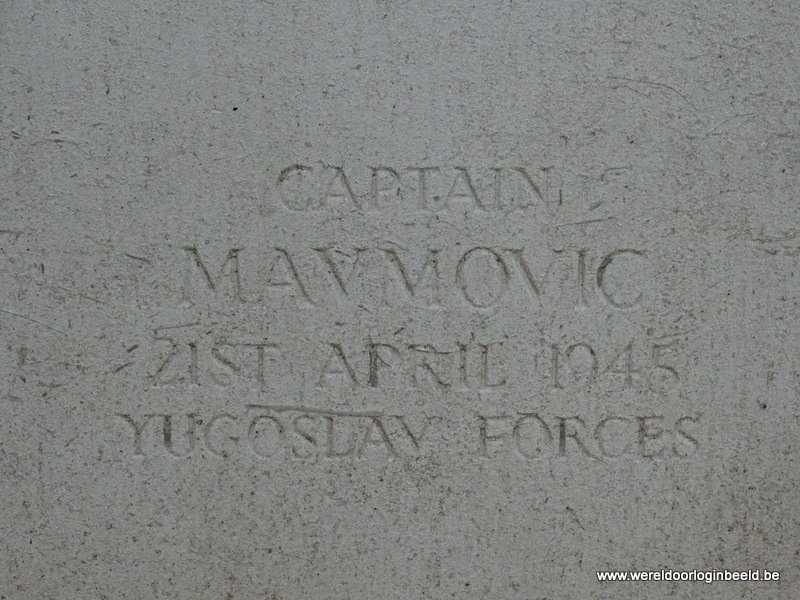 CAPTAIN
MAVMOVIC
21ST APRIL 1945
YUGOSLAV FORCES
www.wereldoorloginbeeld.be